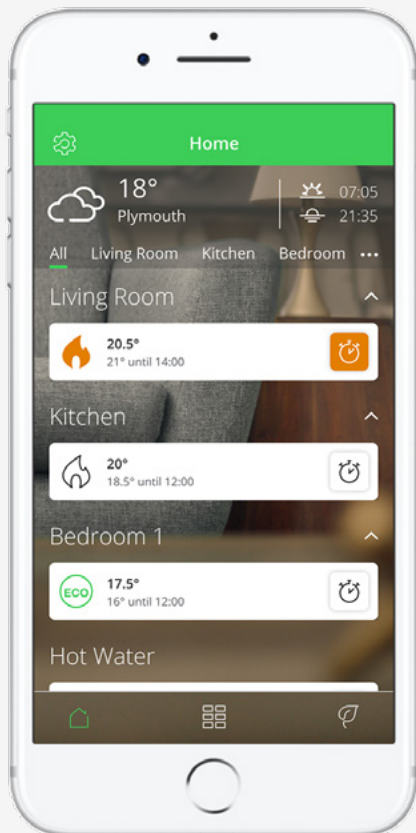 Home
18°
Plymouth
07:05
21:35
All Living Room Kitchen Bedroom
Living Room
20.5°
21° until 14:00
Kitchen
20°
18.5° until 12:00
Bedroom 1
ECO
17.5°
16° until 12:00
Hot Water